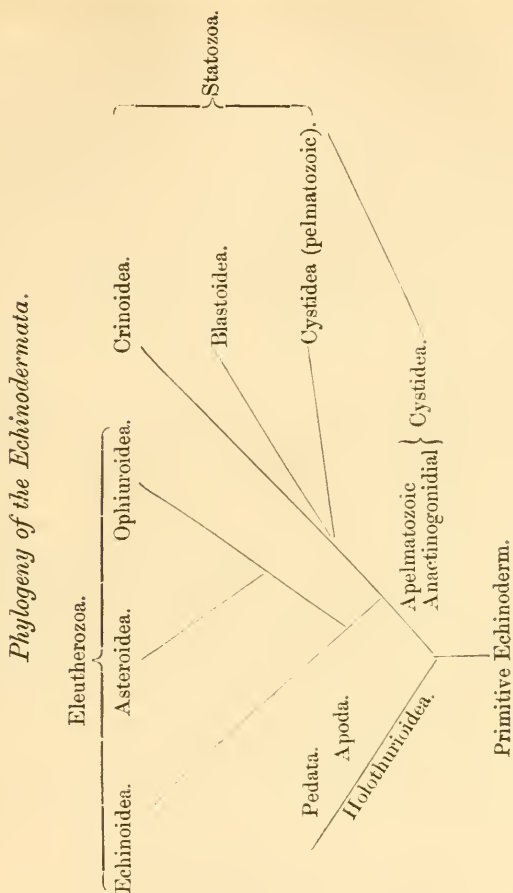 Phylogeny of the Echinodermata.
Eleutherozoa.
Echinoidea.
Asteroidea.
Ophiuroidea.
Crinoidea.
Statozoa.
Blastoidea.
Cystidea (pelmatozoic).
Pedata.
Apoda.
Holothurioidea.
Apelmatozoic
Anactinogonidial
Cystidea.
Primitive Echinoderm.